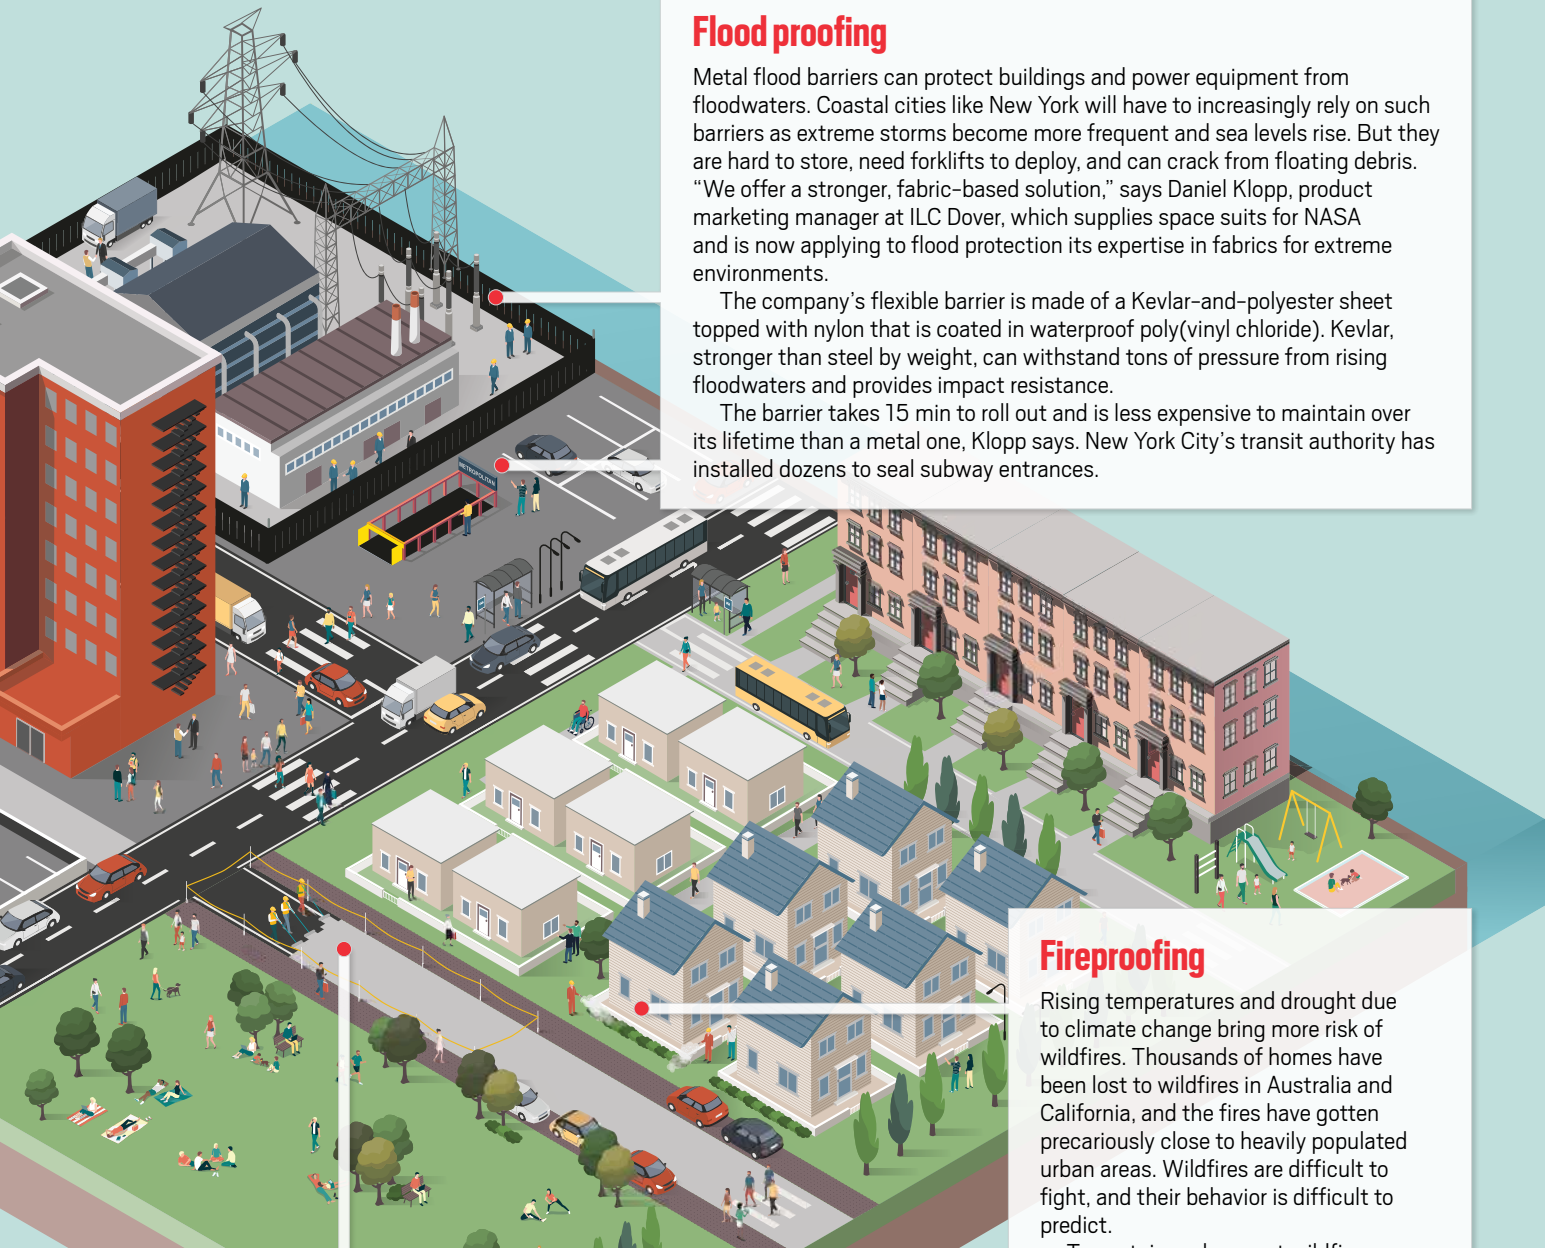 Flood proofing
Metal flood barriers can protect buildings and power equipment from
floodwaters. Coastal cities like New York will have to increasingly rely on such
barriers as extreme storms become more frequent and sea levels rise. But they
are hard to store, need forklifts to deploy, and can crack from floating debris.
“We offer a stronger, fabric-based solution,” says Daniel Klopp, product
marketing manager at ILC Dover, which supplies space suits for NASA
and is now applying to flood protection its expertise in fabrics for extreme
environments.
The company’s flexible barrier is made of a Kevlar-and-polyester sheet
topped with nylon that is coated in waterproof poly(vinyl chloride). Kevlar,
stronger than steel by weight, can withstand tons of pressure from rising
floodwaters and provides impact resistance.
The barrier takes 15 min to roll out and is less expensive to maintain over
its lifetime than a metal one, Klopp says. New York City’s transit authority has
installed dozens to seal subway entrances.
METROPOLITAN
Fireproofing
Rising temperatures and drought due
to climate change bring more risk of
wildfires. Thousands of homes have
been lost to wildfires in Australia and
California, and the fires have gotten
precariously close to heavily populated
urban areas. Wildfires are difficult to
fight, and their behavior is difficult to
predict.